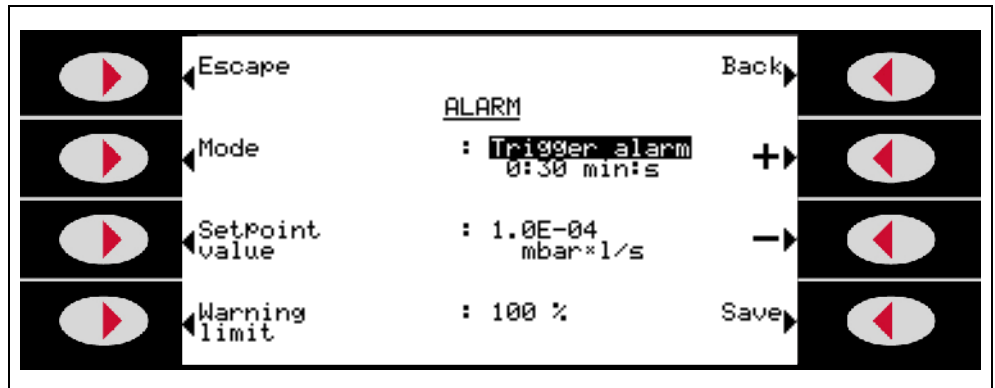 Escape Back
ALARM
Mode : Trigger alarm +
0:30 min:s
Setpoint : 1.0E-04 −
value mbar*l/s
Warning : 100 % Save
limit